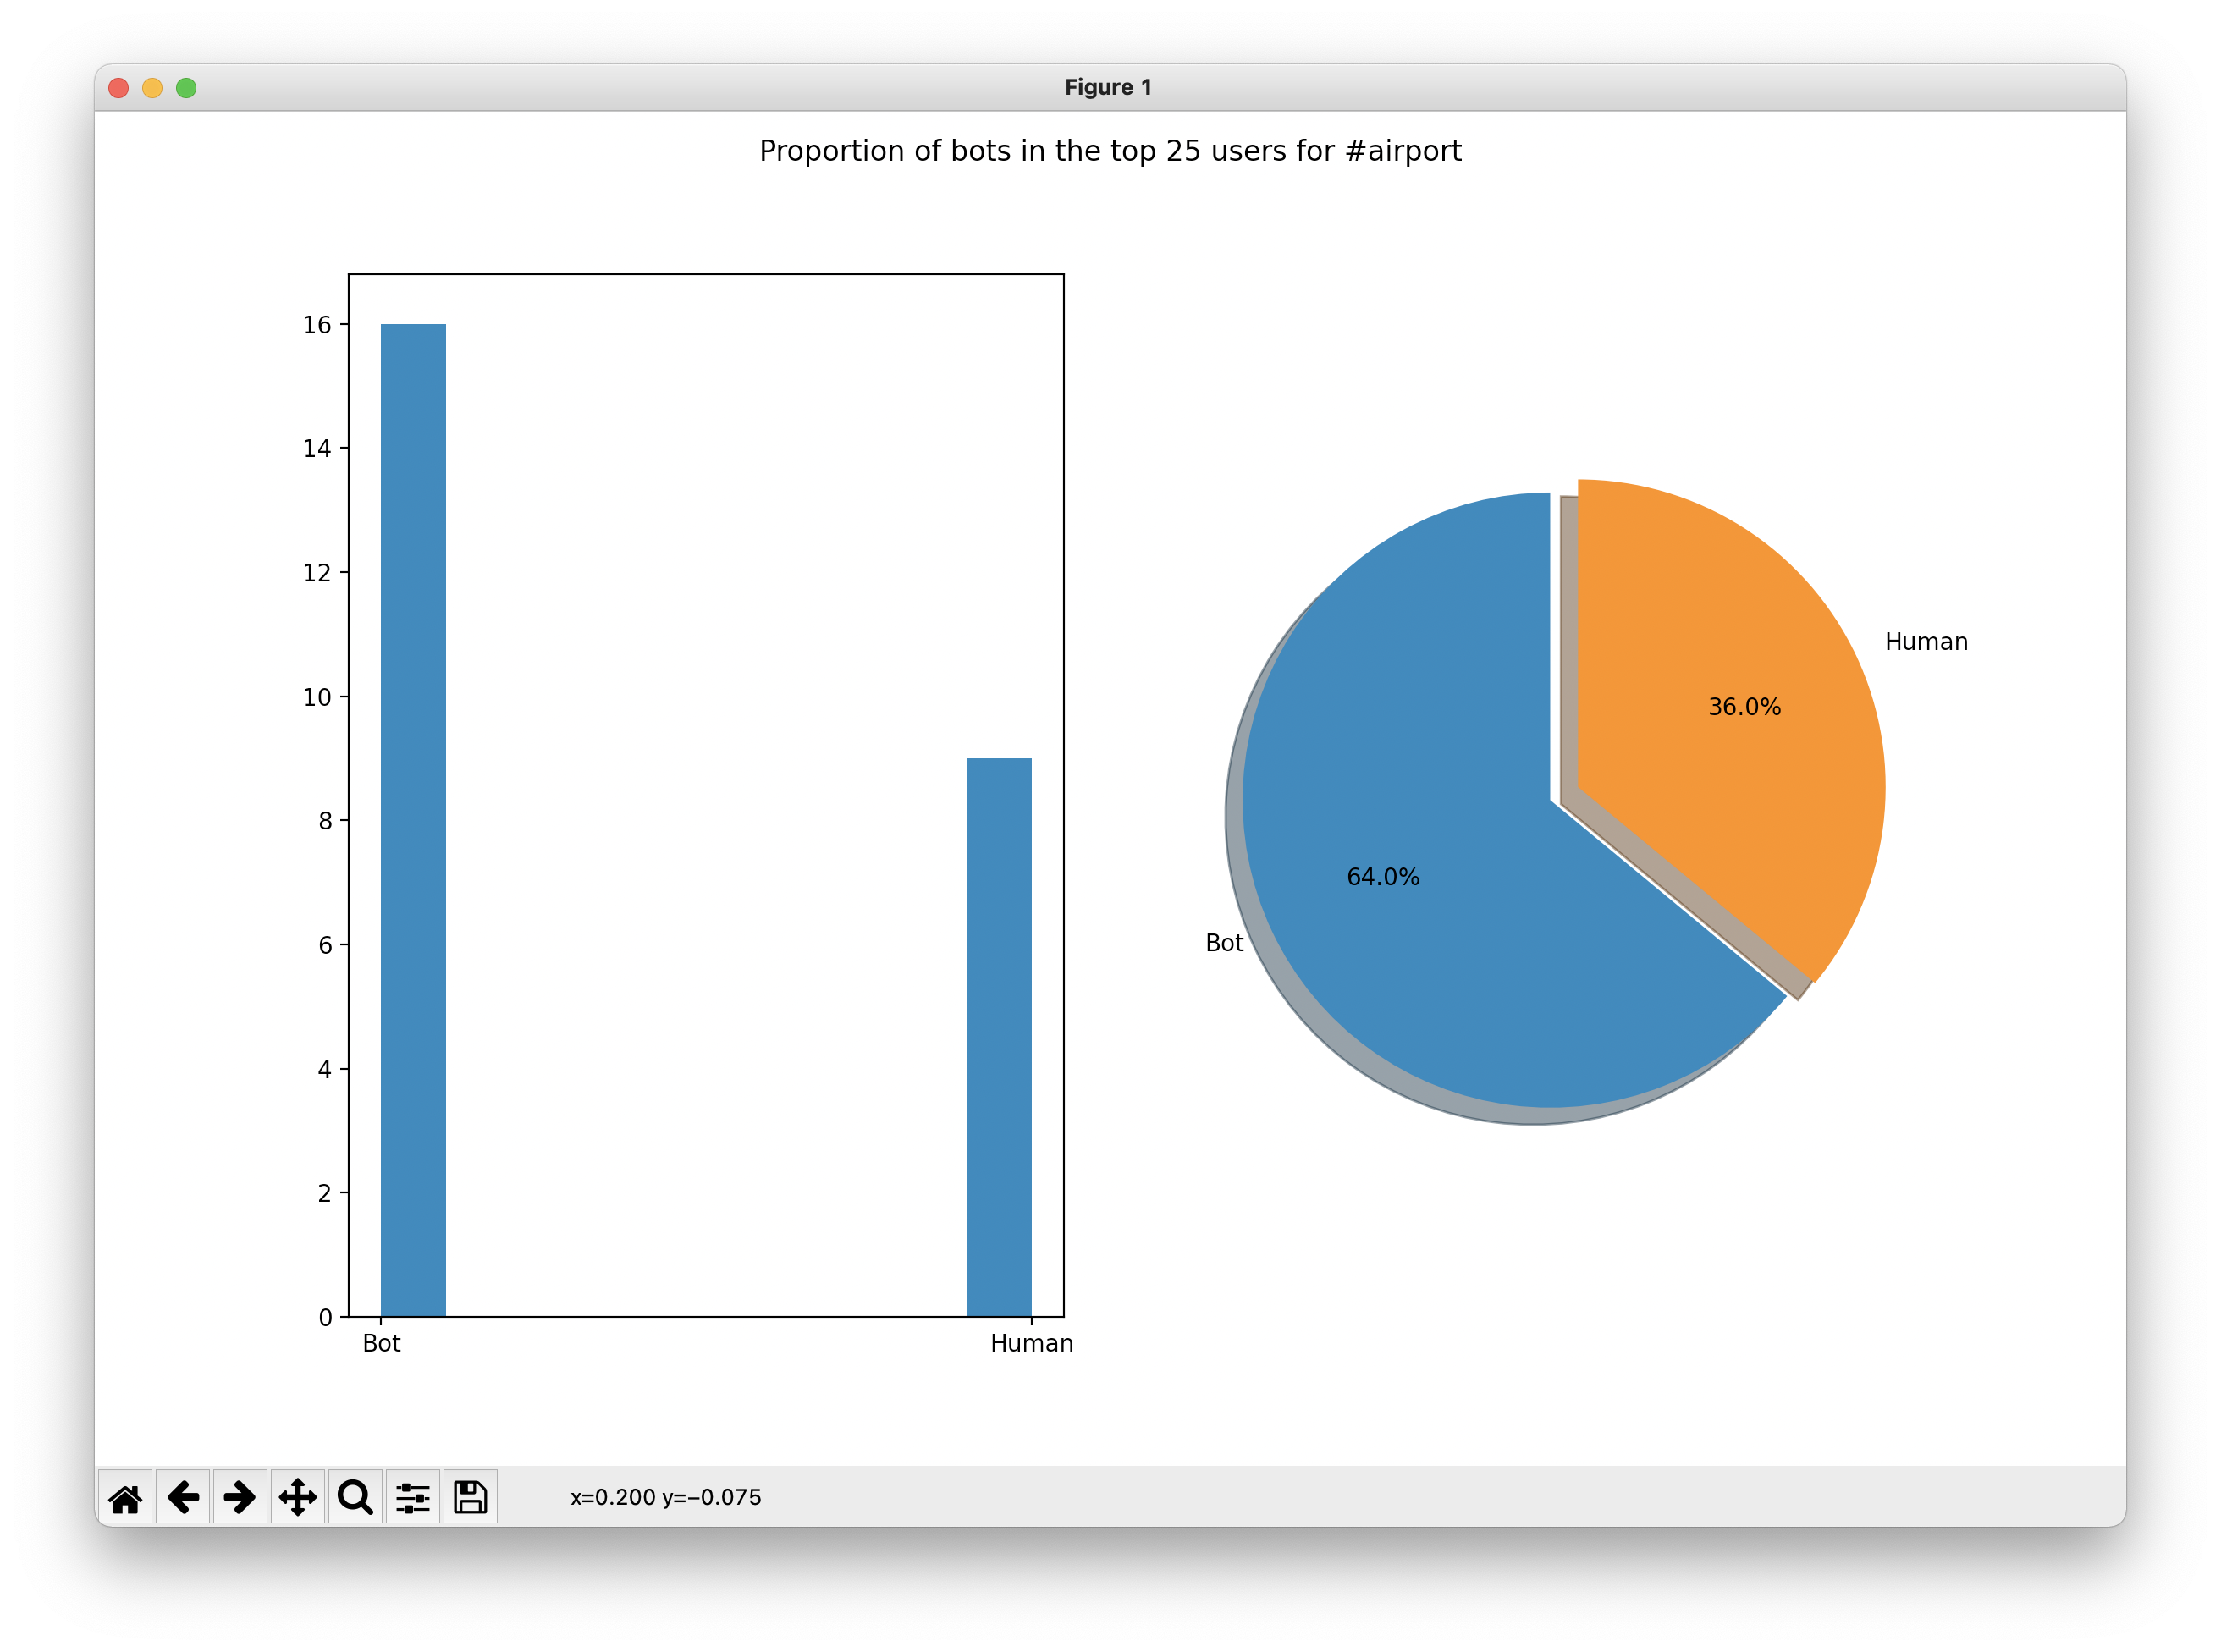 Figure 1
Proportion of bots in the top 25 users for #airport
16
14
12
10
8
6
4
2
0
Bot Human
Human
36.0%
64.0%
Bot
x=0.200 y=−0.075